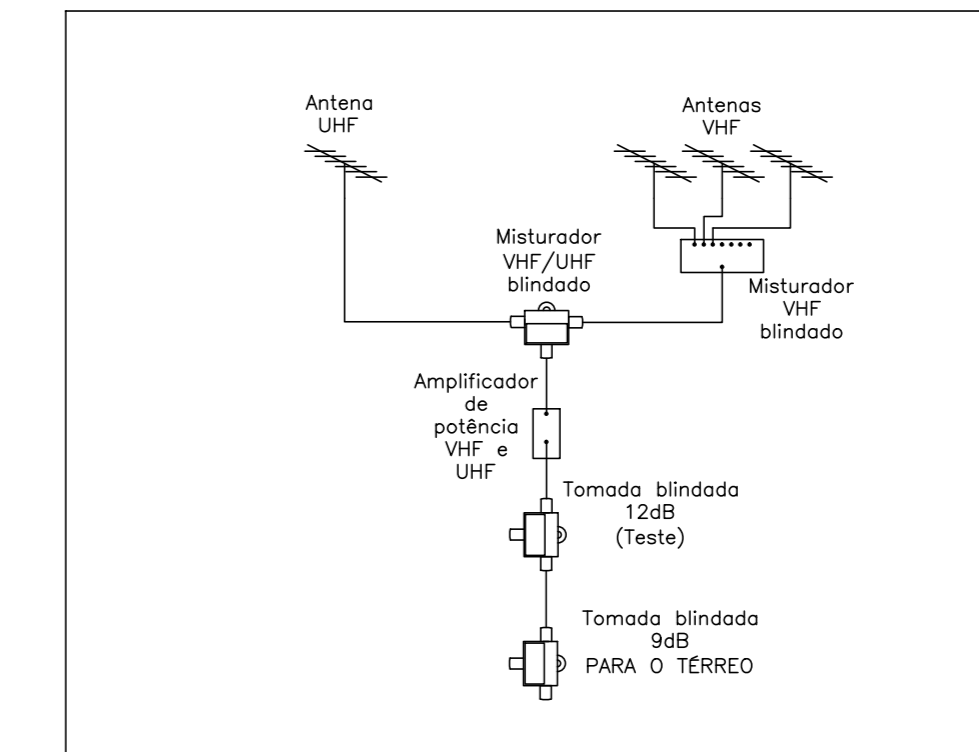 Antena
UHF
Antenas
VHF
Misturador
VHF/UHF
blindado
Misturador
VHF
blindado
Amplificador
de
potência
VHF e
UHF
Tomada blindada
12dB
(Teste)
Tomada blindada
9dB
PARA O TÉRREO